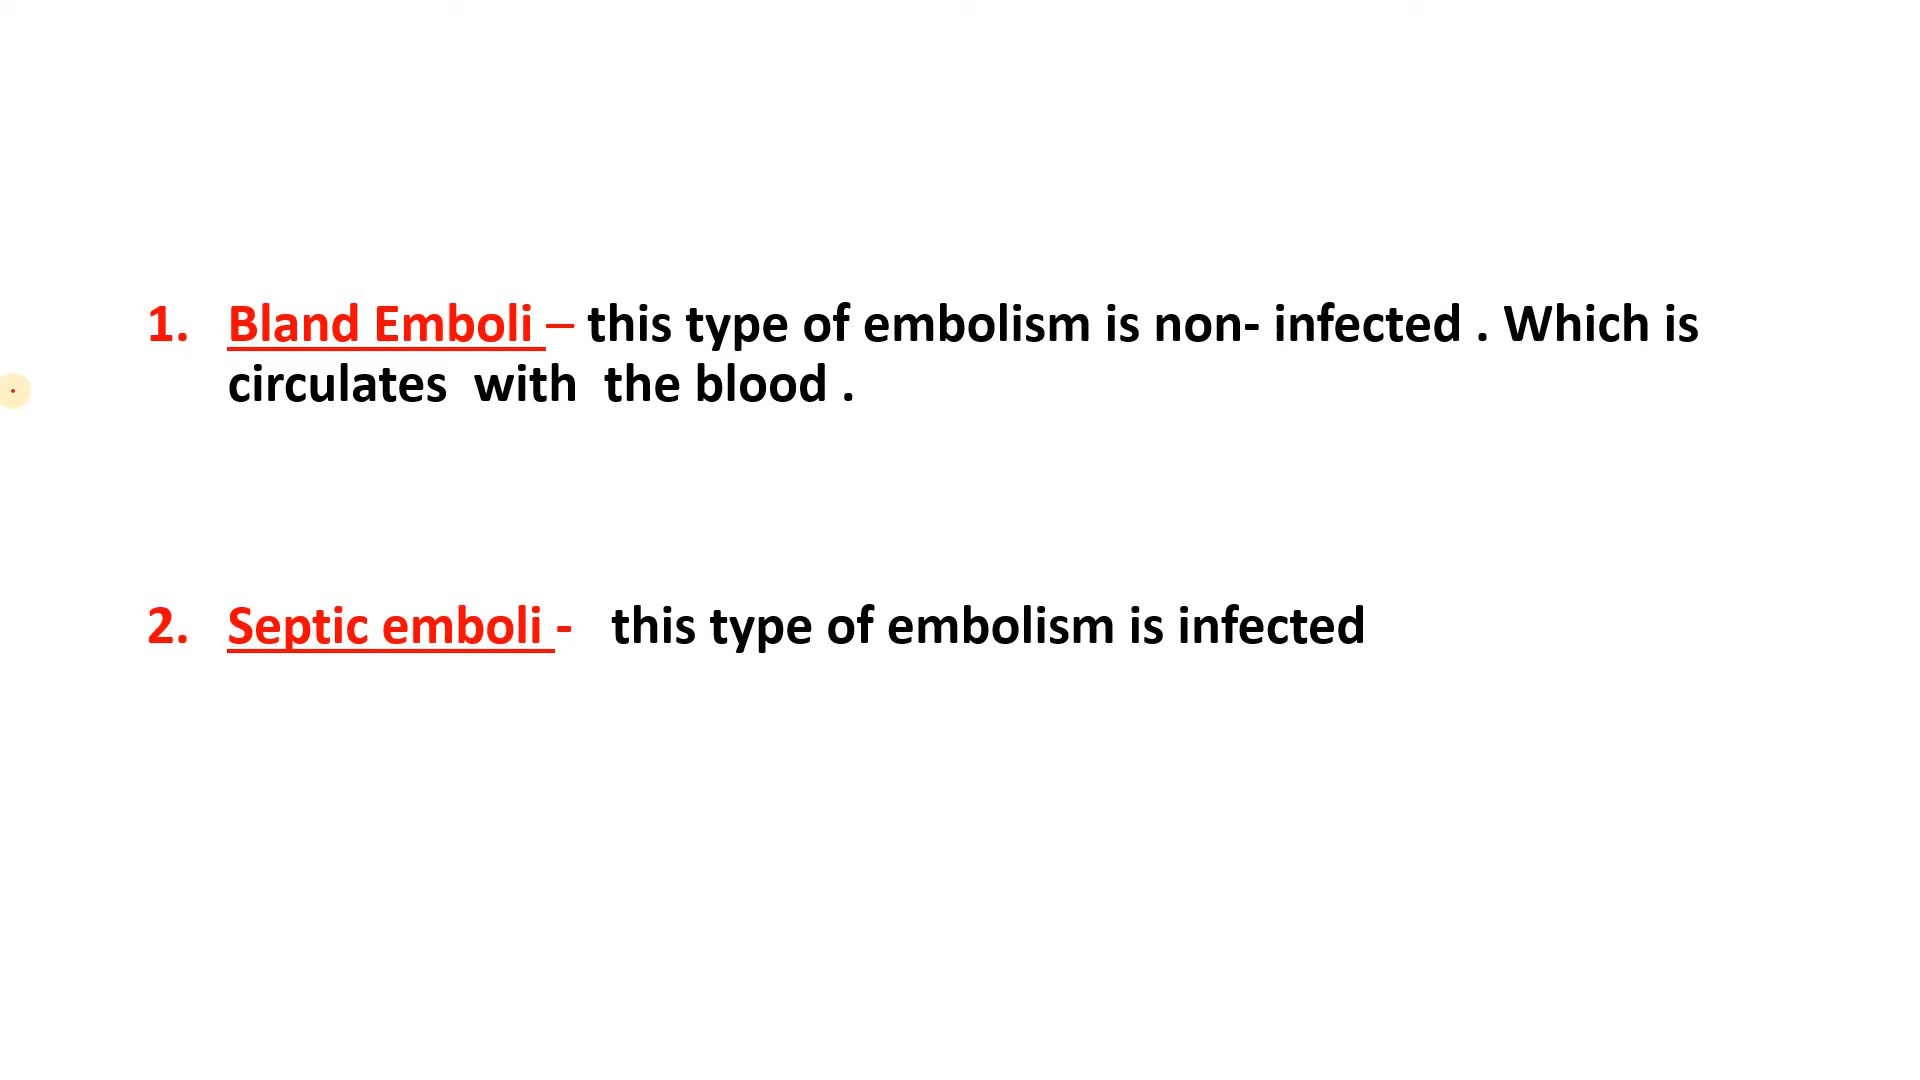 1. Bland Emboli – this type of embolism is non- infected . Which is
circulates with the blood .
2. Septic emboli - this type of embolism is infected